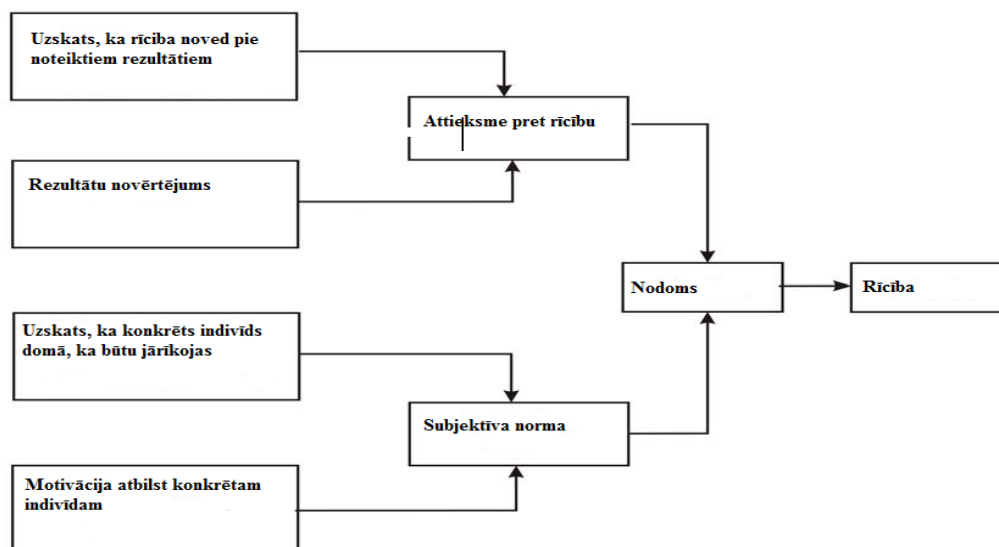 Uzskats, ka rīciba noved pie
noteiktiem rezultātiem
Attieksme pret rīcību
Rezultātu novērtējums
Nodoms
Rīcība
Uzskats, ka konkrēts indivīds
domā, ka būtu jārīkojas
Subjektīva norma
Motivācija atbilst konkrētam
indivīdam